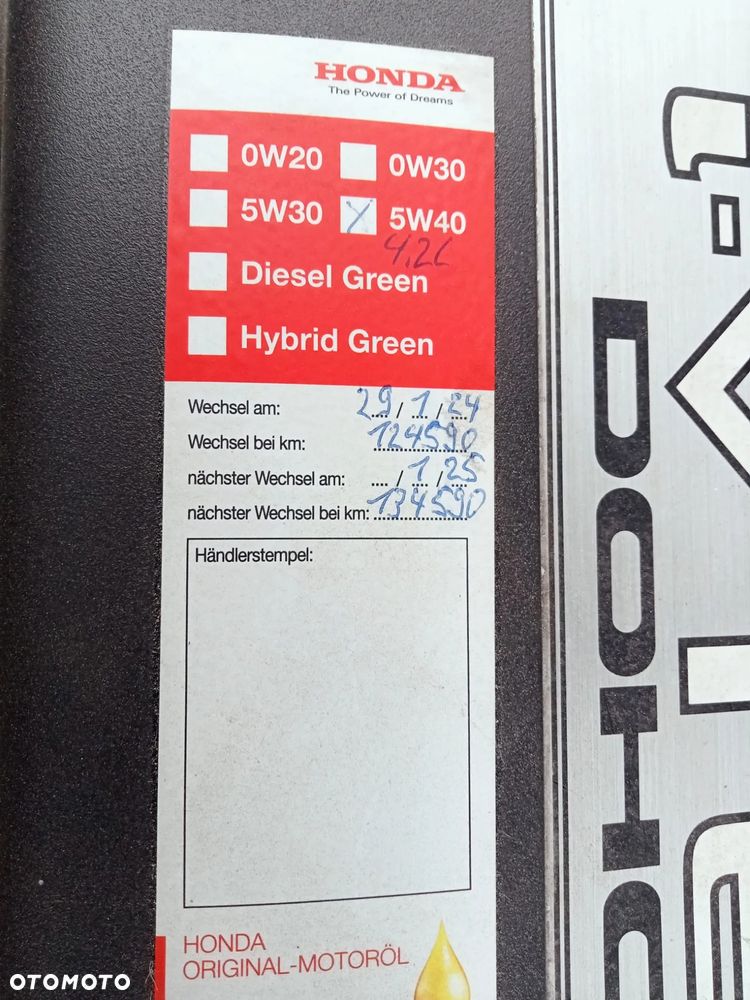 HONDA
The Power of Dreams
0W20 0W30
5W30 X 5W40
4.2L
Diesel Green
Hybrid Green
Wechsel am: 29 / 1 / 24
Wechsel bei km: 124590
nächster Wechsel am: .... / 1 / 25
nächster Wechsel bei km: 134590
Händlerstempel:
HONDA
ORIGINAL-MOTORÖL
DOHC
i-
OTOMOTO